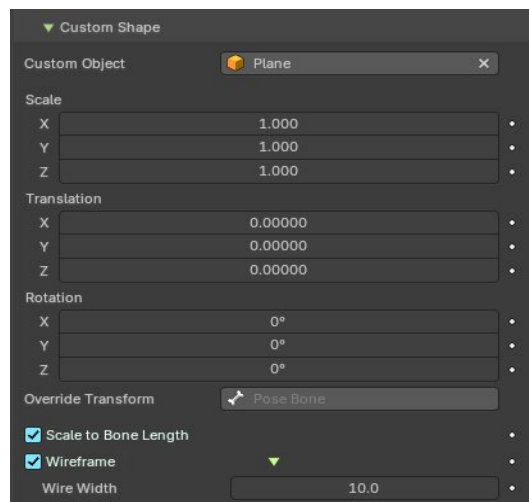 Custom Shape
Custom Object Plane
Scale
X 1.000
Y 1.000
Z 1.000
Translation
X 0.00000
Y 0.00000
Z 0.00000
Rotation
X 0°
Y 0°
Z 0°
Override Transform Pose Bone
Scale to Bone Length
Wireframe
Wire Width 10.0